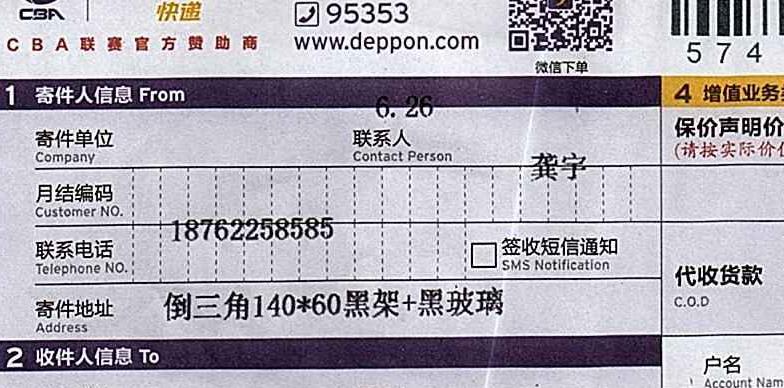 CBA
快递
95353
CBA联赛官方赞助商
www.deppon.com
微信下单
574
1 寄件人信息 From
4 增值业务
6.26
寄件单位
Company
联系人
Contact Person
龚宇
保价声明价
(请按实际价
月结编码
Customer NO.
18762258585
联系电话
Telephone NO.
签收短信通知
SMS Notification
代收货款
C.O.D
寄件地址
Address
倒三角140*60黑架+黑玻璃
2 收件人信息 To
户名
Account Nam